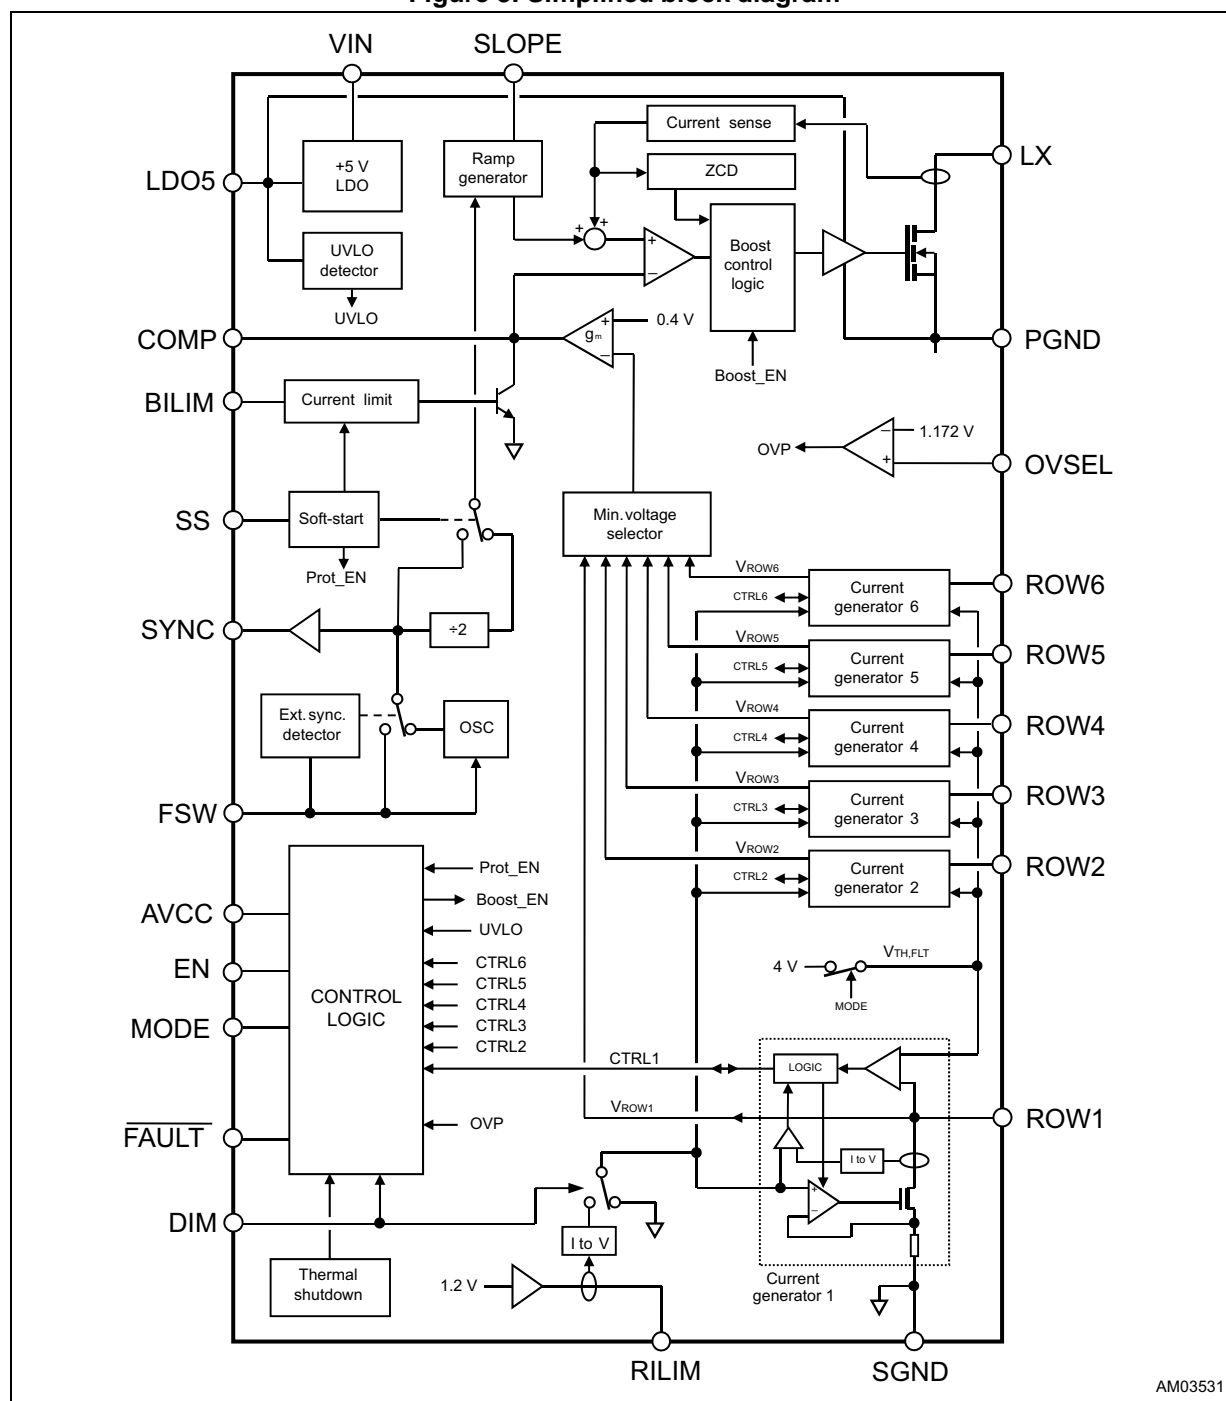 Figure 3. Simplified block diagram
VIN
SLOPE
Current sense
+5 V
LDO
Ramp
generator
ZCD
LX
LDO5
+
+
UVLO
detector
+
–
Boost
control
logic
UVLO
COMP
0.4 V
+
gm
–
PGND
Boost_EN
BILIM
Current limit
OVP
–
+
1.172 V
OVSEL
SS
Soft-start
Min. voltage
selector
Prot_EN
VROW6
CTRL6
Current
generator 6
ROW6
SYNC
÷2
VROW5
CTRL5
Current
generator 5
ROW5
Ext. sync.
detector
OSC
VROW4
CTRL4
Current
generator 4
ROW4
FSW
VROW3
CTRL3
Current
generator 3
ROW3
VROW2
CTRL2
Current
generator 2
ROW2
Prot_EN
Boost_EN
AVCC
UVLO
4 V
VTH,FLT
MODE
EN
CTRL6
CTRL5
CONTROL
LOGIC
CTRL4
MODE
CTRL3
CTRL2
CTRL1
LOGIC
VROW1
ROW1
OVP
FAULT
I to V
+
–
DIM
I to V
Thermal
shutdown
1.2 V
Current
generator 1
RILIM
SGND
AM03531